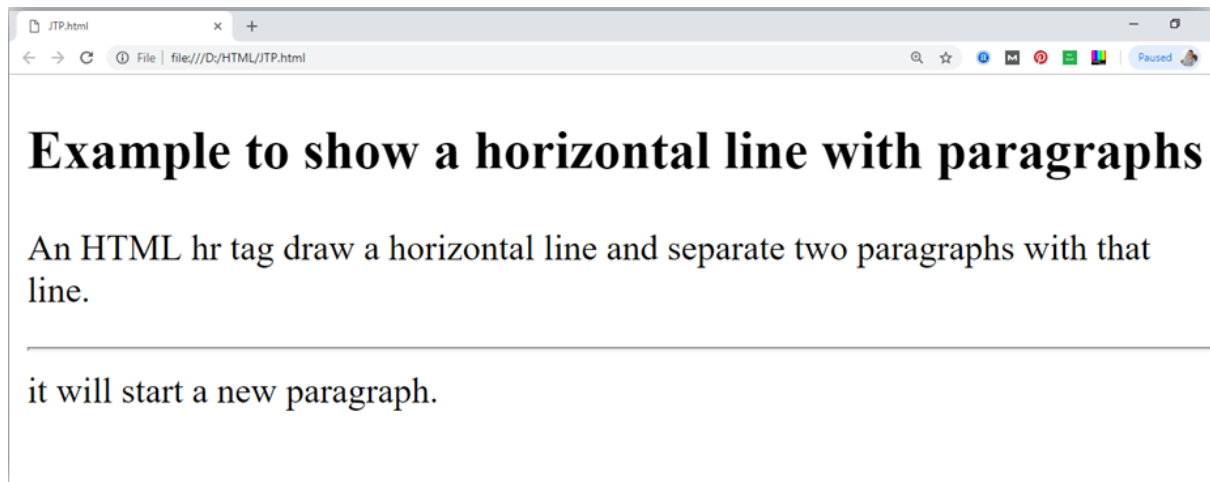 JTP.html
File | file:///D:/HTML/JTP.html
Paused
Example to show a horizontal line with paragraphs
An HTML hr tag draw a horizontal line and separate two paragraphs with that
line.
it will start a new paragraph.